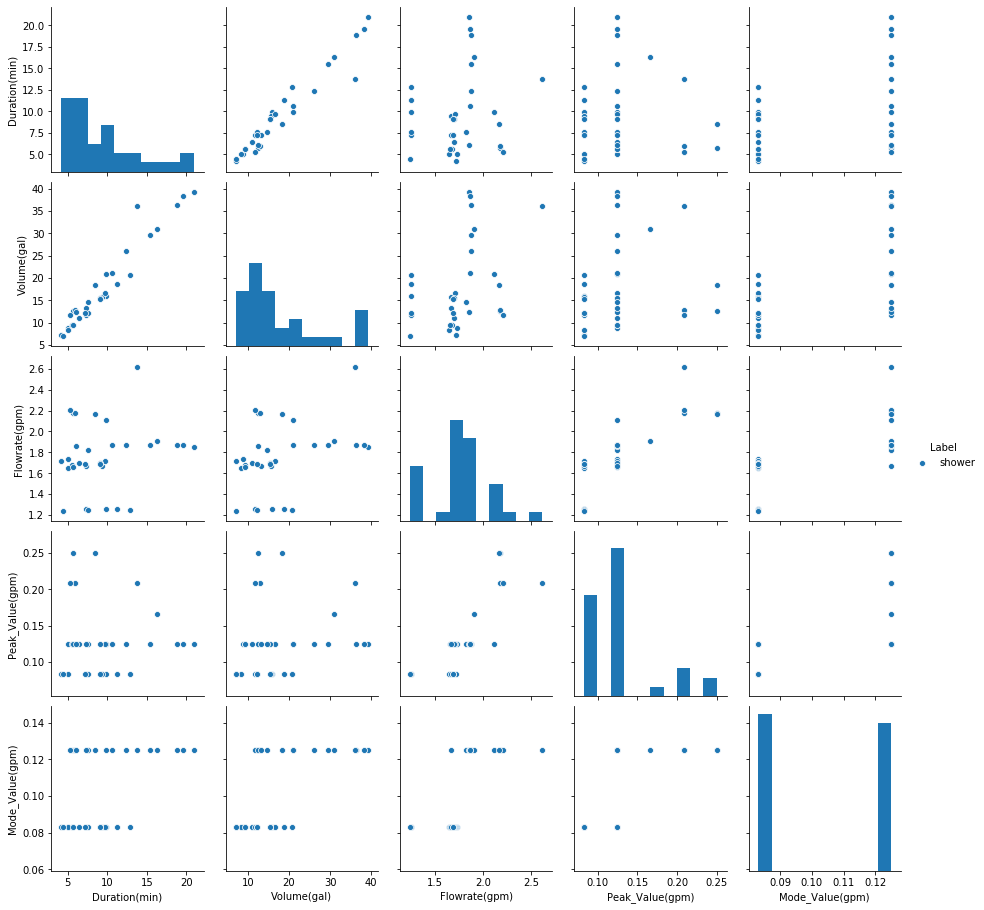 20.0
17.5
15.0
12.5
10.0
7.5
5.0
Duration(min)
40
35
30
25
20
15
10
5
Volume(gal)
2.6
2.4
2.2
2.0
1.8
1.6
1.4
1.2
Flowrate(gpm)
Label
shower
0.25
0.20
0.15
0.10
Peak_Value(gpm)
0.14
0.12
0.10
0.08
0.06
Mode_Value(gpm)
5 10 15 20
Duration(min)
10 20 30 40
Volume(gal)
1.5 2.0 2.5
Flowrate(gpm)
0.10 0.15 0.20 0.25
Peak_Value(gpm)
0.09 0.10 0.11 0.12
Mode_Value(gpm)